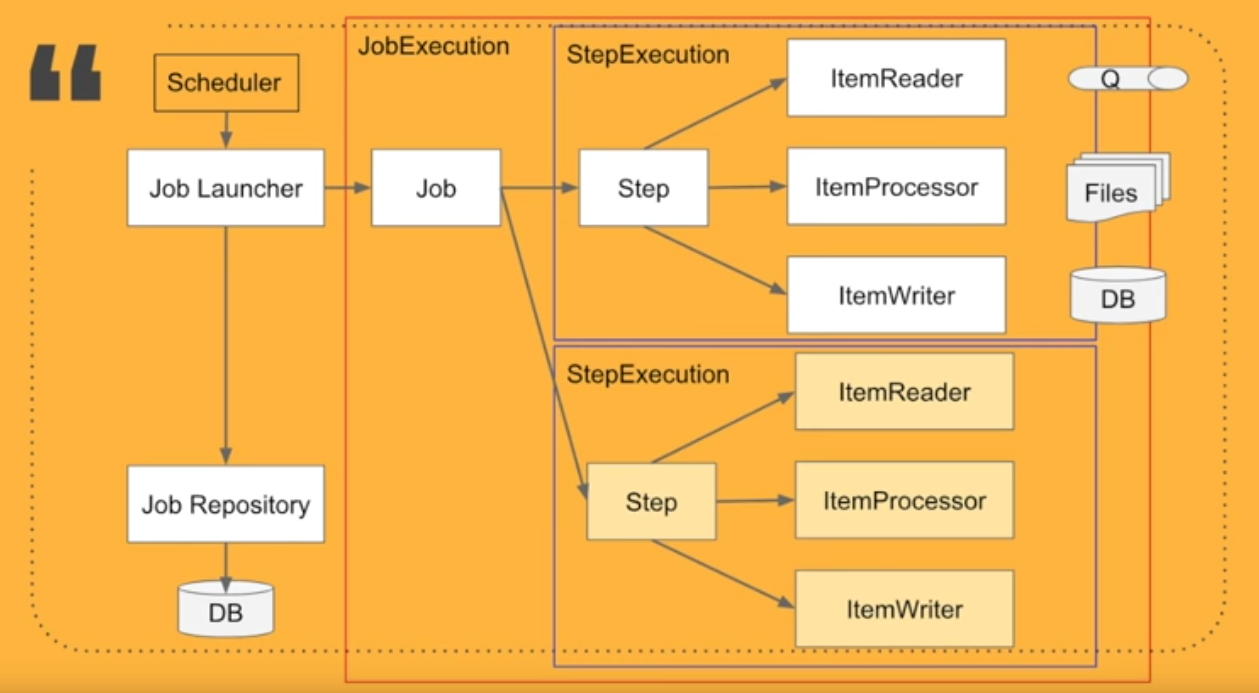 “
JobExecution
StepExecution
Scheduler
ItemReader
Q
Job Launcher
Job
Step
ItemProcessor
Files
ItemWriter
DB
StepExecution
ItemReader
Step
ItemProcessor
Job Repository
ItemWriter
DB